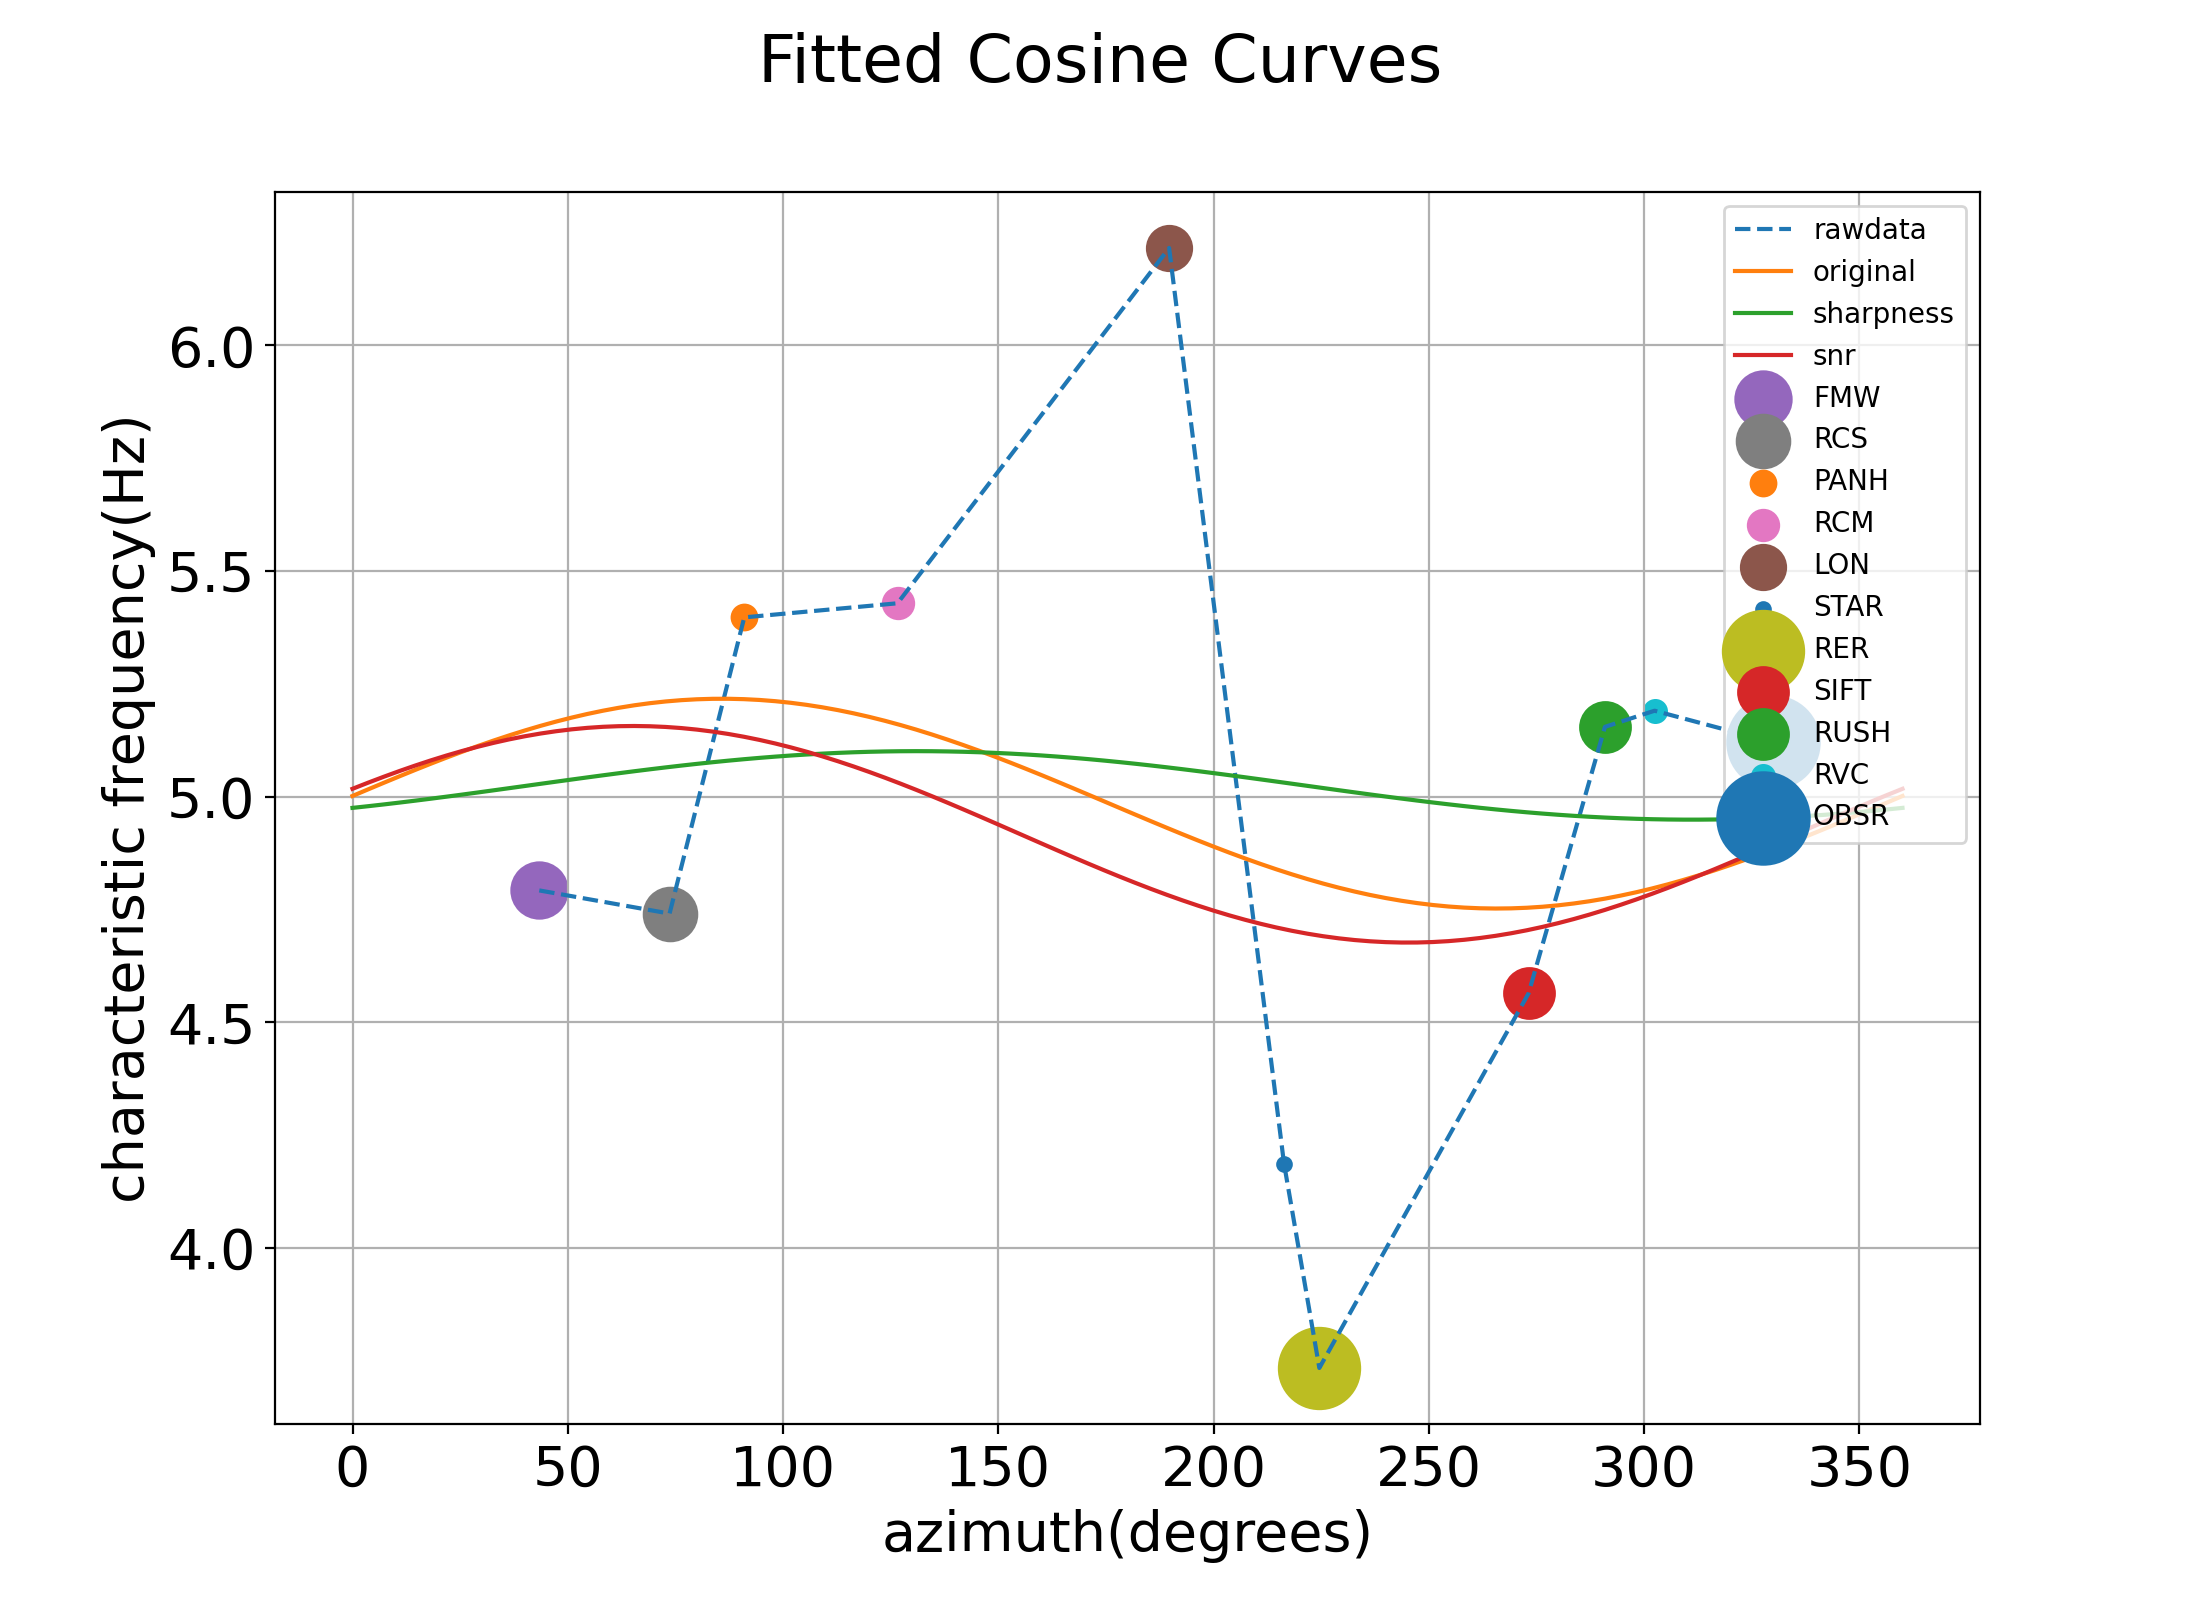 Fitted Cosine Curves
characteristic frequency(Hz)
6.0
5.5
5.0
4.5
4.0
rawdata
original
sharpness
snr
FMW
RCS
PANH
RCM
LON
STAR
RER
SIFT
RUSH
RVC
OBSR
0 50 100 150 200 250 300 350
azimuth(degrees)